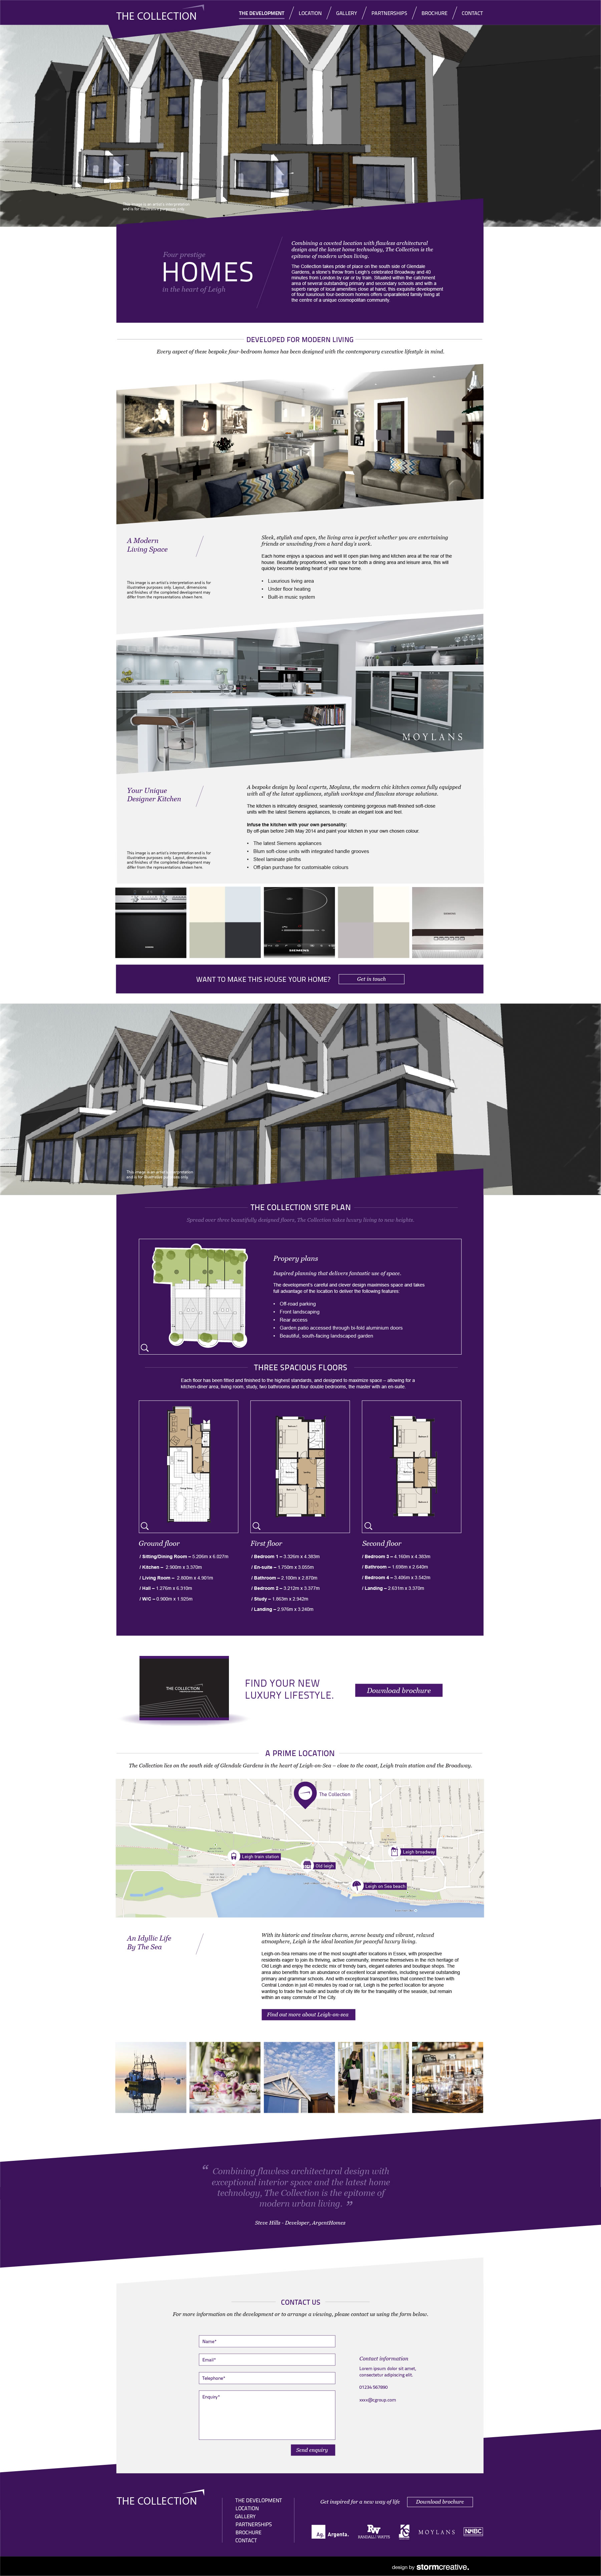 THE COLLECTION
THE DEVELOPMENT
LOCATION
GALLERY
PARTNERSHIPS
BROCHURE
CONTACT
This image is an artist's interpretation
and is for illustrative purposes only.
Four prestige
HOMES
in the heart of Leigh
Combining a coveted location with flawless architectural
design and the latest home technology, The Collection is the
epitome of modern urban living.
The Collection takes pride of place on the south side of Glendale
Gardens, a stone's throw from Leigh's celebrated Broadway and 40
minutes from London by car or by train. Situated within the catchment
area of several outstanding primary and secondary schools and with a
superb range of local amenities close at hand, this exquisite development
of four luxurious four-bedroom homes offers unparalleled family living at
the centre of a unique cosmopolitan community.
DEVELOPED FOR MODERN LIVING
Every aspect of these bespoke four-bedroom homes has been designed with the contemporary executive lifestyle in mind.
A Modern
Living Space
This image is an artist's interpretation and is for
illustrative purposes only. Layout, dimensions
and finishes of the completed development may
differ from the representations shown here.
Sleek, stylish and open, the living area is perfect whether you are entertaining
friends or unwinding from a hard day's work.
Each home enjoys a spacious and well lit open plan living and kitchen area at the rear of the
house. Beautifully proportioned, with space for both a dining area and leisure area, this will
quickly become beating heart of your new home.
• Luxurious living area
• Under floor heating
• Built-in music system
MOYLANS
Your Unique
Designer Kitchen
This image is an artist's interpretation and is for
illustrative purposes only. Layout, dimensions
and finishes of the completed development may
differ from the representations shown here.
A bespoke design by local experts, Moylans, the modern chic kitchen comes fully equipped
with all of the latest appliances, stylish worktops and flawless storage solutions.
The kitchen is intricately designed, seamlessly combining gorgeous matt-finished soft-close
units with the latest Siemens appliances, to create an elegant look and feel.
Infuse the kitchen with your own personality:
By off-plan before 24th May 2014 and paint your kitchen in your own chosen colour.
• The latest Siemens appliances
• Blum soft-close units with integrated handle grooves
• Steel laminate plinths
• Off-plan purchase for customisable colours
WANT TO MAKE THIS HOUSE YOUR HOME?
Get in touch
This image is an artist's interpretation
and is for illustrative purposes only.
THE COLLECTION SITE PLAN
Spread over three beautifully designed floors, The Collection takes luxury living to new heights.
Propery plans
Inspired planning that delivers fantastic use of space.
The development's careful and clever design maximises space and takes
full advantage of the location to deliver the following features:
• Off-road parking
• Front landscaping
• Rear access
• Garden patio accessed through bi-fold aluminium doors
• Beautiful, south-facing landscaped garden
THREE SPACIOUS FLOORS
Each floor has been fitted and finished to the highest standards, and designed to maximize space – allowing for a
kitchen-diner area, living room, study, two bathrooms and four double bedrooms, the master with an en-suite.
Ground floor
/ Sitting/Dining Room – 5.295m x 5.027m
/ Kitchen – 2.900m x 3.370m
/ Living Room – 2.800m x 4.901m
/ Hall – 1.276m x 6.310m
/ W/C – 0.900m x 1.925m
First floor
/ Bedroom 1 – 3.326m x 4.383m
/ En-suite – 1.750m x 3.055m
/ Bathroom – 2.100m x 2.970m
/ Bedroom 2 – 3.212m x 3.377m
/ Study – 1.863m x 2.942m
/ Landing – 2.976m x 3.240m
Second floor
/ Bedroom 3 – 4.160m x 4.383m
/ Bathroom – 1.698m x 2.640m
/ Bedroom 4 – 3.406m x 3.542m
/ Landing – 2.631m x 3.378m
THE COLLECTION
FIND YOUR NEW
LUXURY LIFESTYLE.
Download brochure
A PRIME LOCATION
The Collection lies on the south side of Glendale Gardens in the heart of Leigh-on-Sea – close to the coast, Leigh train station and the Broadway.
The Collection
Leigh broadway
Leigh train station
Old leigh
Leigh on Sea beach
An Idyllic Life
By The Sea
With its historic and timeless charm, serene beauty and vibrant, relaxed
atmosphere, Leigh is the ideal location for peaceful luxury living.
Leigh-on-Sea remains one of the most sought-after locations in Essex, with prospective
residents eager to join its thriving, active community, immerse themselves in the rich heritage of
Old Leigh and enjoy the eclectic mix of trendy bars, elegant eateries and boutique shops. The
area also benefits from an abundance of excellent local amenities, including several outstanding
primary and grammar schools. And with exceptional transport links that connect the town with
Central London in just 40 minutes by road or rail, Leigh is the perfect location for anyone
wanting to trade the hustle and bustle of city life for the tranquility of the seaside, but remain
within an easy commute of The City.
Find out more about Leigh-on-sea
“ Combining flawless architectural design with
exceptional interior space and the latest home
technology, The Collection is the epitome of
modern urban living. ”
Steve Hills - Developer, ArgentHomes
CONTACT US
For more information on the development or to arrange a viewing, please contact us using the form below.
Name*
Email*
Telephone*
Enquiry*
Send enquiry
Contact information
Lorem ipsum dolor sit amet,
consectetur adipiscing elit.
01234 567890
xxxx@cgroup.com
THE COLLECTION
THE DEVELOPMENT
LOCATION
GALLERY
PARTNERSHIPS
BROCHURE
CONTACT
Get inspired for a new way of life
Download brochure
Ag Argenta.
RW
RANDALL WATTS
MOYLANS
NHBC
design by stormcreative.